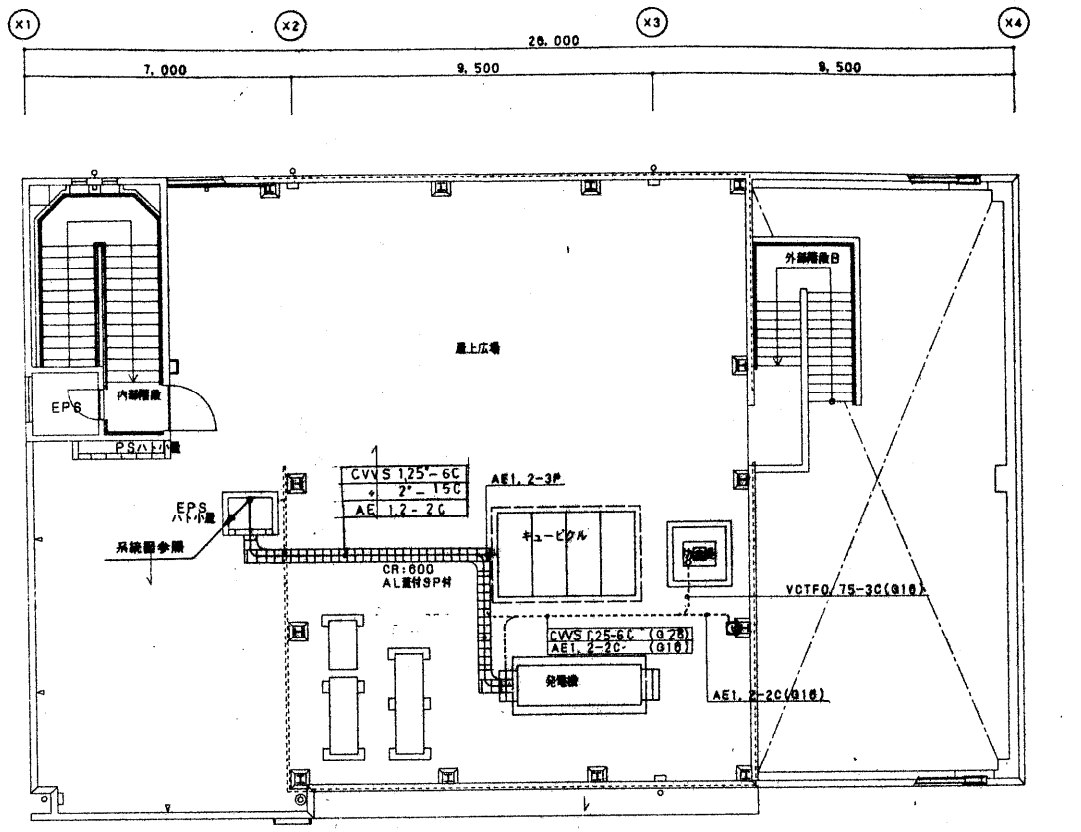 X1
X2
X3
X4
26,000
7,000
9,500
9,500
外部階段B
屋上広場
EPS
内部階段
PSハト小屋
CVVS 1,25°-6C
〃 2°-15C
AE 1,2-2C
AE1, 2-3P
EPS
ハト小屋
キュービクル
系統図参照
CR:600
AL蓋付SP付
VCTF0, 75-3C(G16)
CVVS 1,25-6C (G28)
AE1, 2-2C (G16)
発電機
AE1, 2-2C(G16)